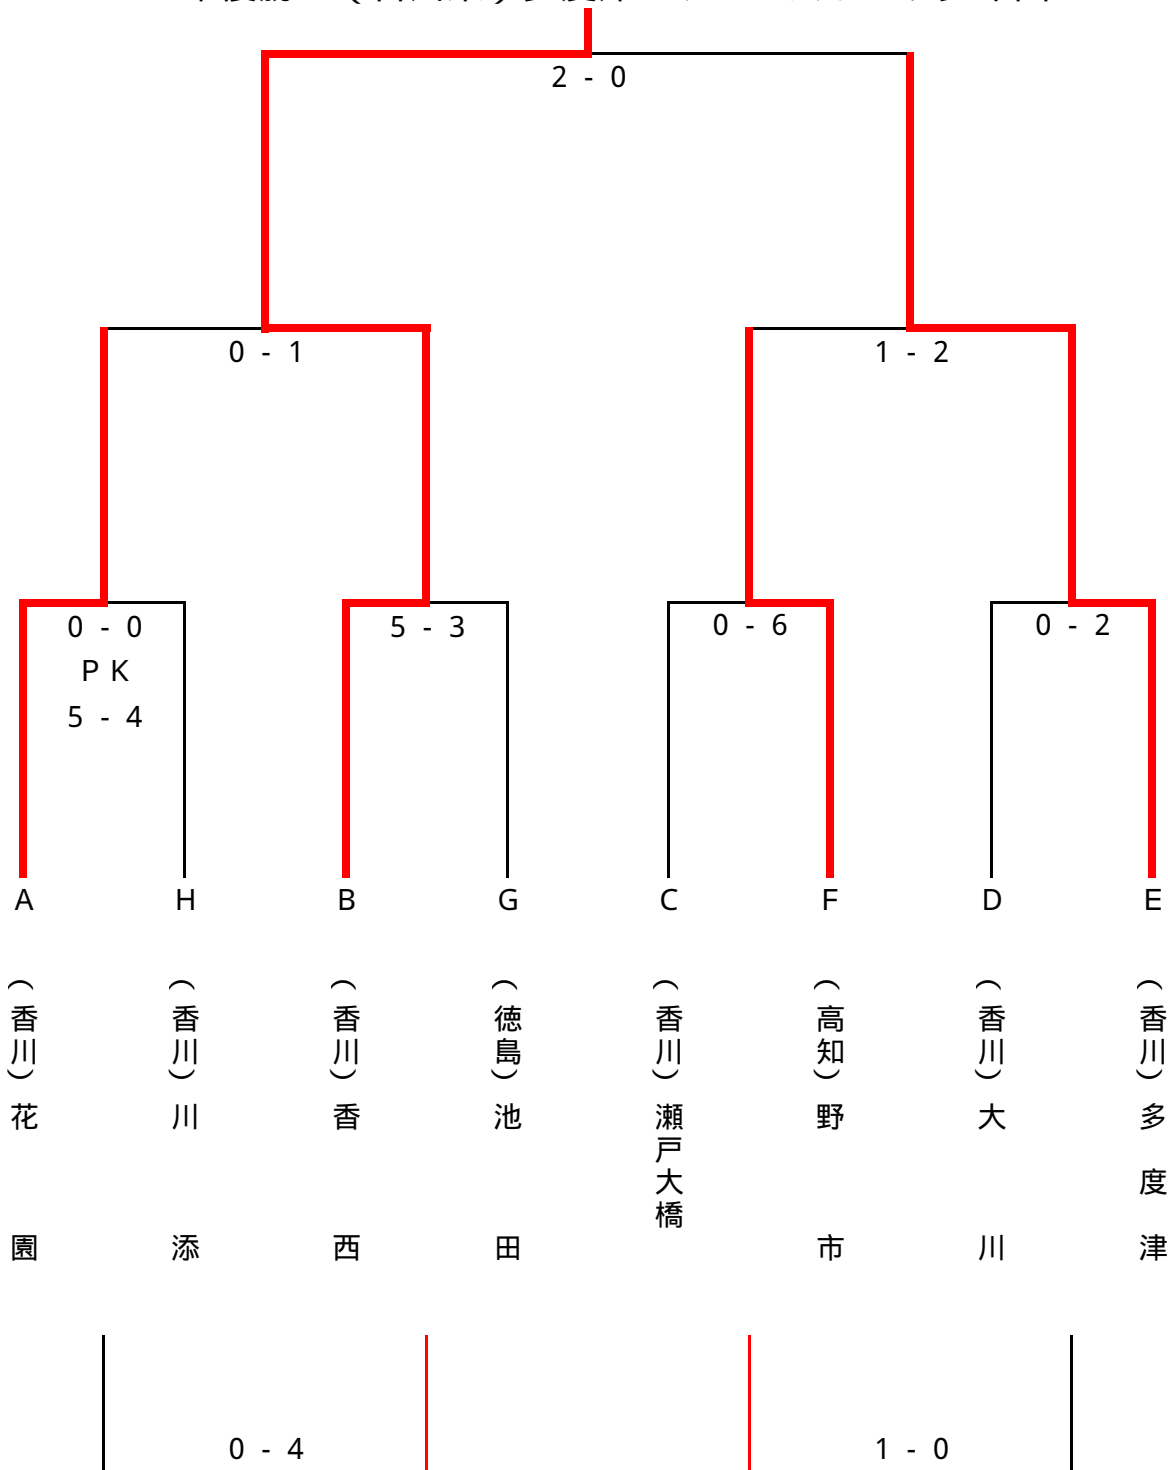 2 - 0
0 - 1
1 - 2
0 - 0
PK
5 - 4
5 - 3
0 - 6
0 - 2
A
H
B
G
C
F
D
E
(香川)花園
(香川)川添
(香川)香西
(徳島)池田
(香川)瀬戸大橋
(高知)野市
(香川)大川
(香川)多度津
0 - 4
1 - 0